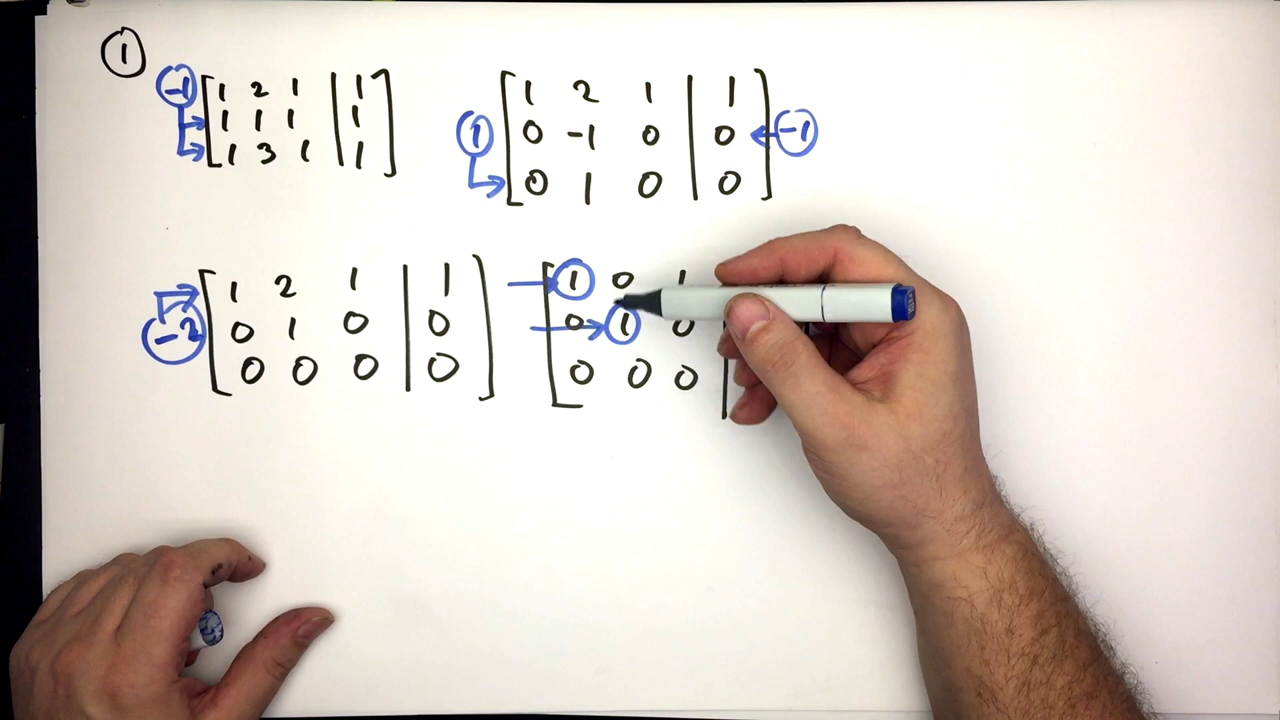 ①
-1 [1 2 1 | 1]
1 1 1 | 1
1 3 1 | 1
1 [1 2 1 | 1]
0 -1 0 | 0 -1
0 1 0 | 0
[1 2 1 | 1]
-2 0 1 0 | 0
0 0 0 | 0
[1 0 1
0 1 0
0 0 0 |